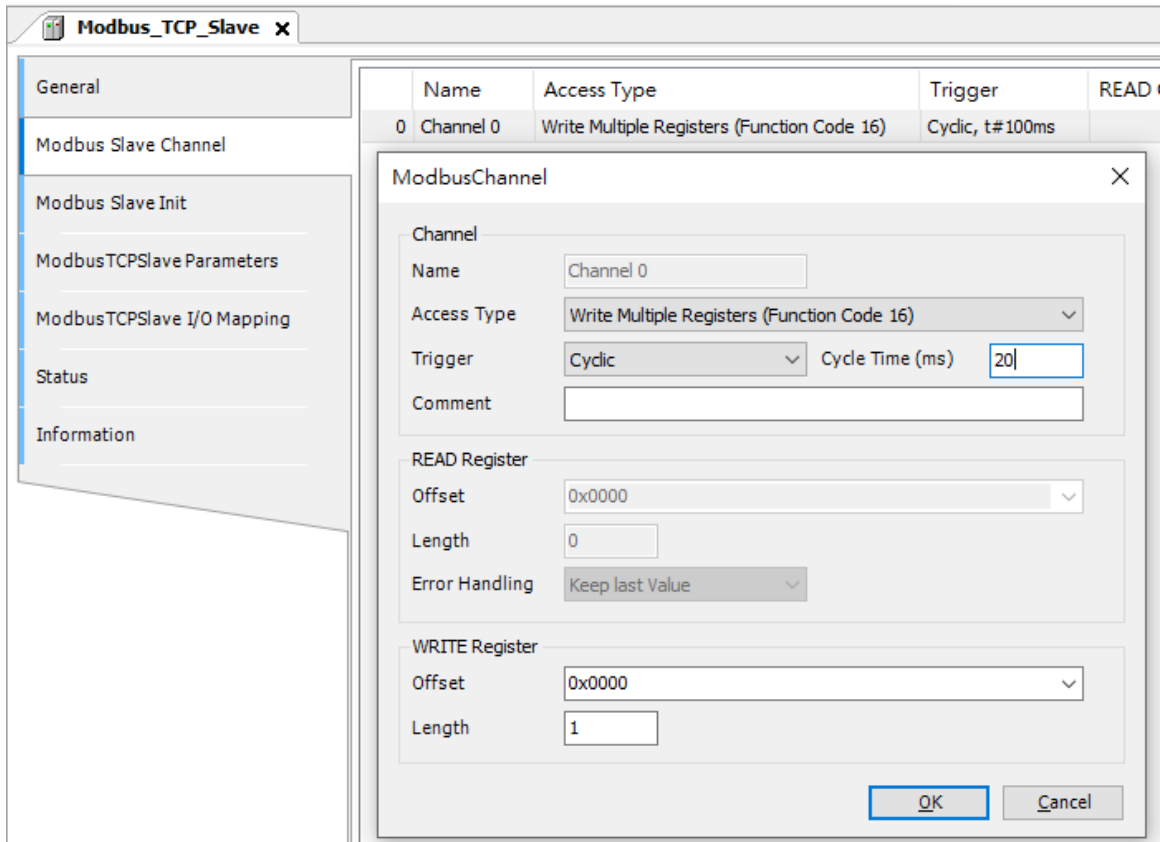 Modbus_TCP_Slave
General
Modbus Slave Channel
Modbus Slave Init
ModbusTCPSlave Parameters
ModbusTCPSlave I/O Mapping
Status
Information
Name Access Type Trigger READ
0 Channel 0 Write Multiple Registers (Function Code 16) Cyclic, t#100ms
ModbusChannel
Channel
Name Channel 0
Access Type Write Multiple Registers (Function Code 16)
Trigger Cyclic Cycle Time (ms) 20
Comment
READ Register
Offset 0x0000
Length 0
Error Handling Keep last Value
WRITE Register
Offset 0x0000
Length 1
OK Cancel